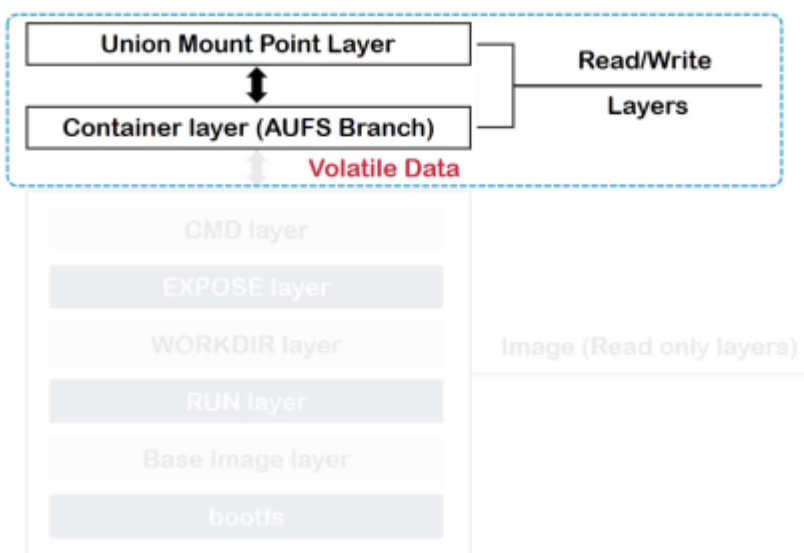 Union Mount Point Layer
Read/Write
Layers
Container layer (AUFS Branch)
Volatile Data
CMD layer
EXPOSE layer
WORKDIR layer
Image (Read only layers)
RUN layer
Base Image layer
bootfs